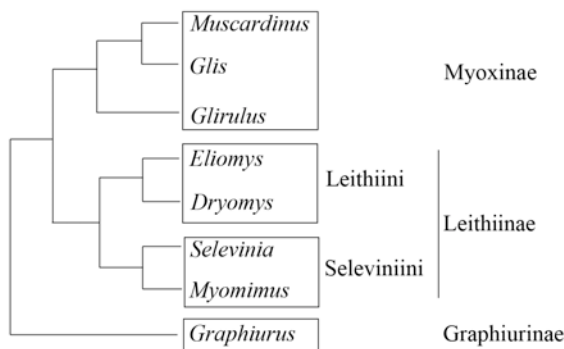 Muscardinus
Glis
Glirulus
Myoxinae
Eliomys
Dryomys
Leithiini
Selevinia
Myomimus
Seleviniini
Leithiinae
Graphiurus
Graphiurinae